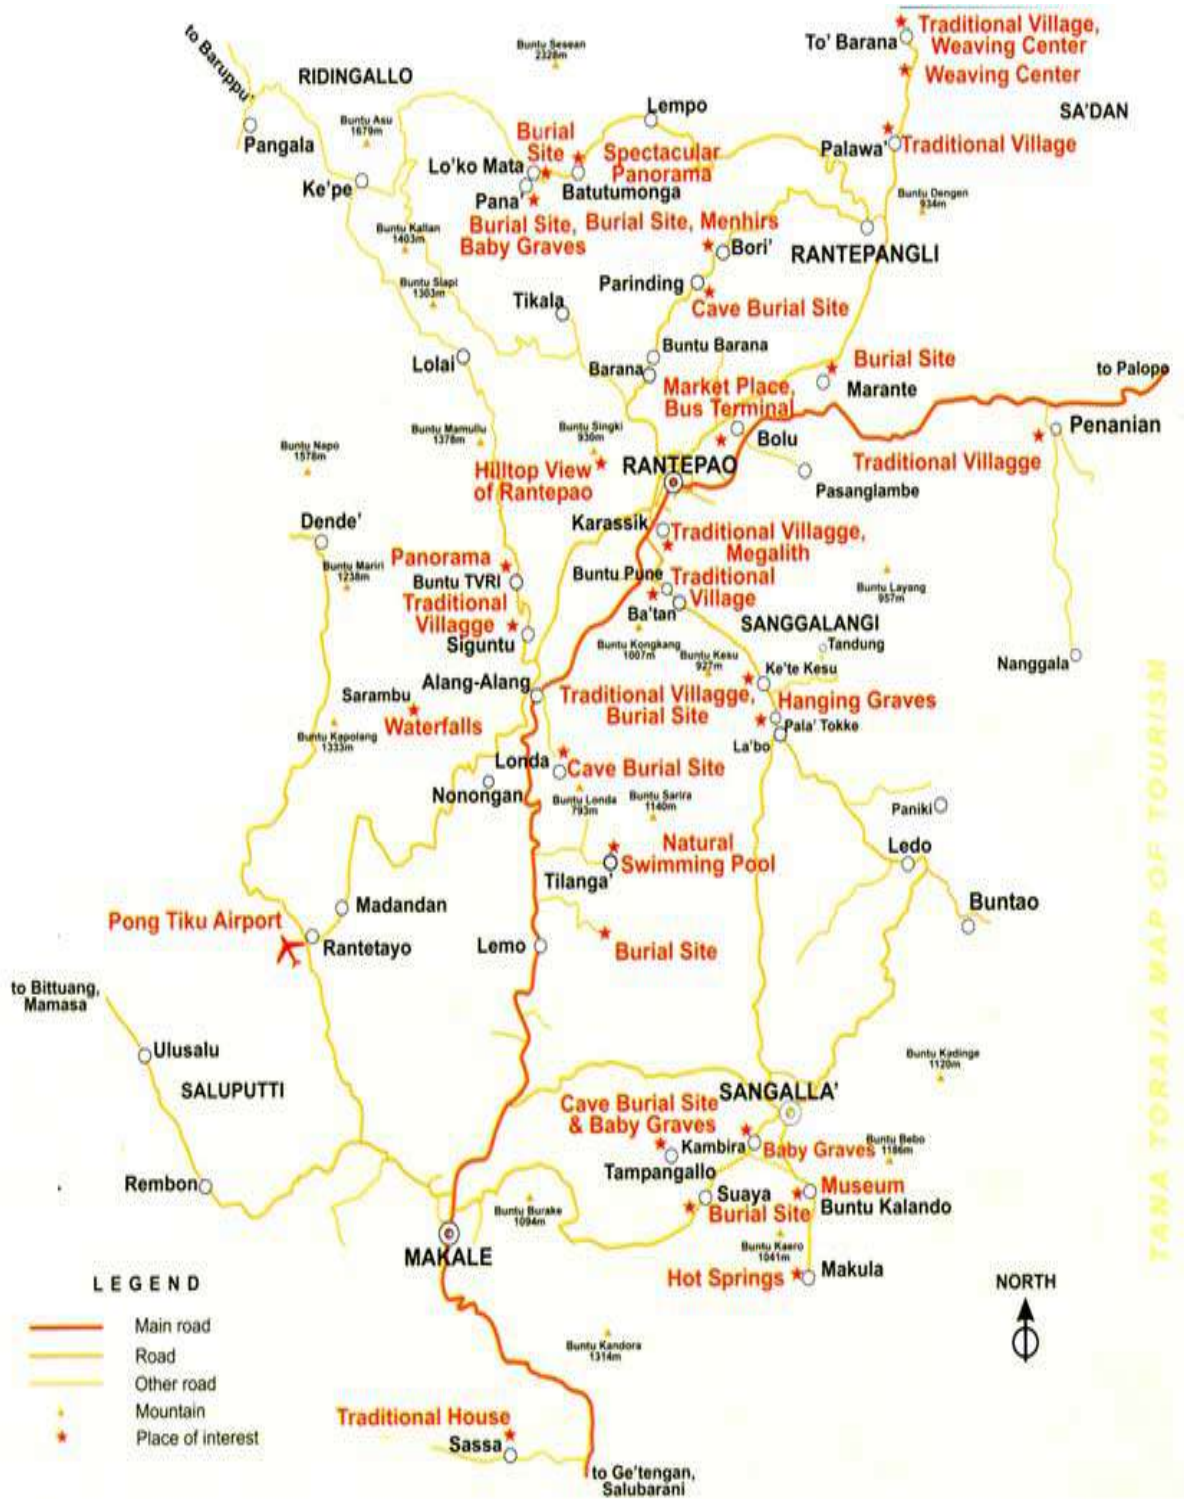 to Baruppu'
RIDINGALLO
Buntu Sesean
2328m
To' Barana
Traditional Village,
Weaving Center
Weaving Center
SA'DAN
Pangala
Buntu Asu
1679m
Lempo
Burial
Site
Spectacular
Panorama
Palawa'
Traditional Village
Ke'pe
Lo'ko Mata
Pana'
Batutumonga
Buntu Dengen
934m
Burial Site,
Baby Graves
Burial Site, Menhirs
Bori'
RANTEPANGLI
Buntu Kallan
1403m
Buntu Slapi
1303m
Parinding
Cave Burial Site
Tikala
Lolai
Buntu Barana
Barana
Burial Site
Marante
to Palopo
Market Place,
Bus Terminal
Bolu
Penanian
Buntu Napo
1578m
Buntu Mamullu
1378m
Buntu Singki
930m
Hilltop View
of Rantepao
RANTEPAO
Traditional Villagge
Pasanglambe
Dende'
Karassik
Traditional Villagge,
Megalith
Buntu Mariri
1238m
Panorama
Buntu TVRI
Traditional
Villagge
Siguntu
Buntu Pune
Traditional
Village
Ba'tan
Buntu Layang
957m
SANGGALANGI
Tandung
Buntu Kongkang
1007m
Buntu Kesu
927m
Ke'te Kesu
Nanggala
Alang-Alang
Sarambu
Waterfalls
Traditional Villagge,
Burial Site
Hanging Graves
Pala' Tokke
La'bo
Buntu Kapolang
1333m
Londa
Cave Burial Site
Nonongan
Buntu Londa
793m
Buntu Sarira
1140m
Paniki
Natural
Swimming Pool
Tilanga'
Ledo
Buntao
Madandan
Pong Tiku Airport
Rantetayo
Lemo
Burial Site
to Bittuang,
Mamasa
Ulusalu
SALUPUTTI
Buntu Kadinge
1120m
SANGALLA'
Cave Burial Site
& Baby Graves
Kambira
Baby Graves
Buntu Bebo
1186m
Tampangallo
Rembon
Suaya
Burial Site
Museum
Buntu Kalando
Buntu Burake
1094m
MAKALE
Buntu Kaero
1041m
Hot Springs
Makula
LEGEND
Main road
Road
Other road
Mountain
Place of interest
NORTH
Buntu Kandora
1314m
Traditional House
Sassa
to Ge'tengan,
Salubarani
TANA TORAJA MAP OF TOURISM